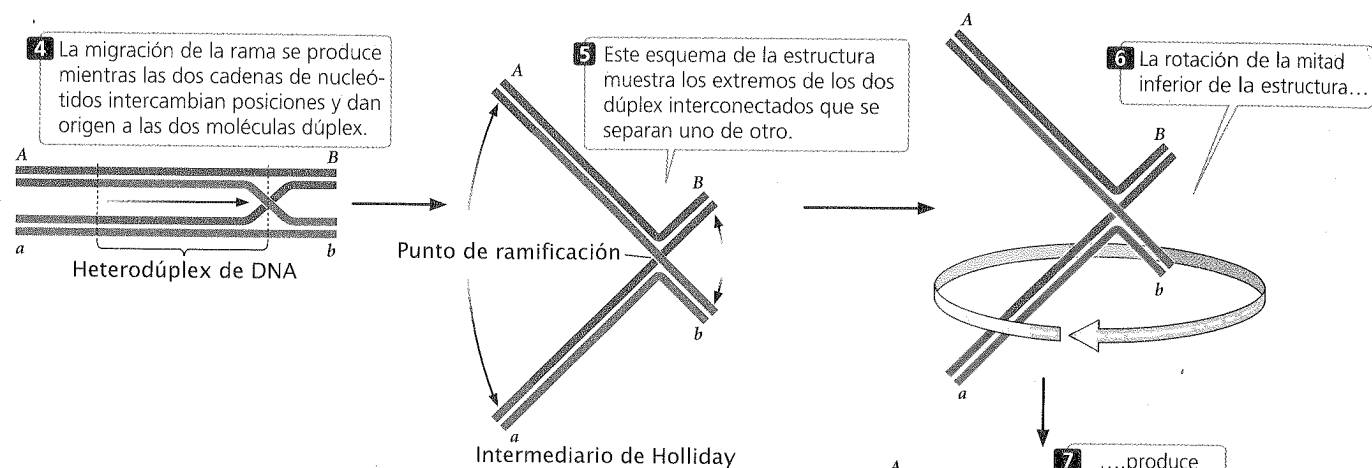 4 La migración de la rama se produce
mientras las dos cadenas de nucleó-
tidos intercambian posiciones y dan
origen a las dos moléculas dúplex.
A
B
a
b
Heterodúplex de DNA
5 Este esquema de la estructura
muestra los extremos de los dos
dúplex interconectados que se
separan uno de otro.
A
B
Punto de ramificación
b
a
Intermediario de Holliday
6 La rotación de la mitad
inferior de la estructura...
A
B
b
a
7 ....produce
A